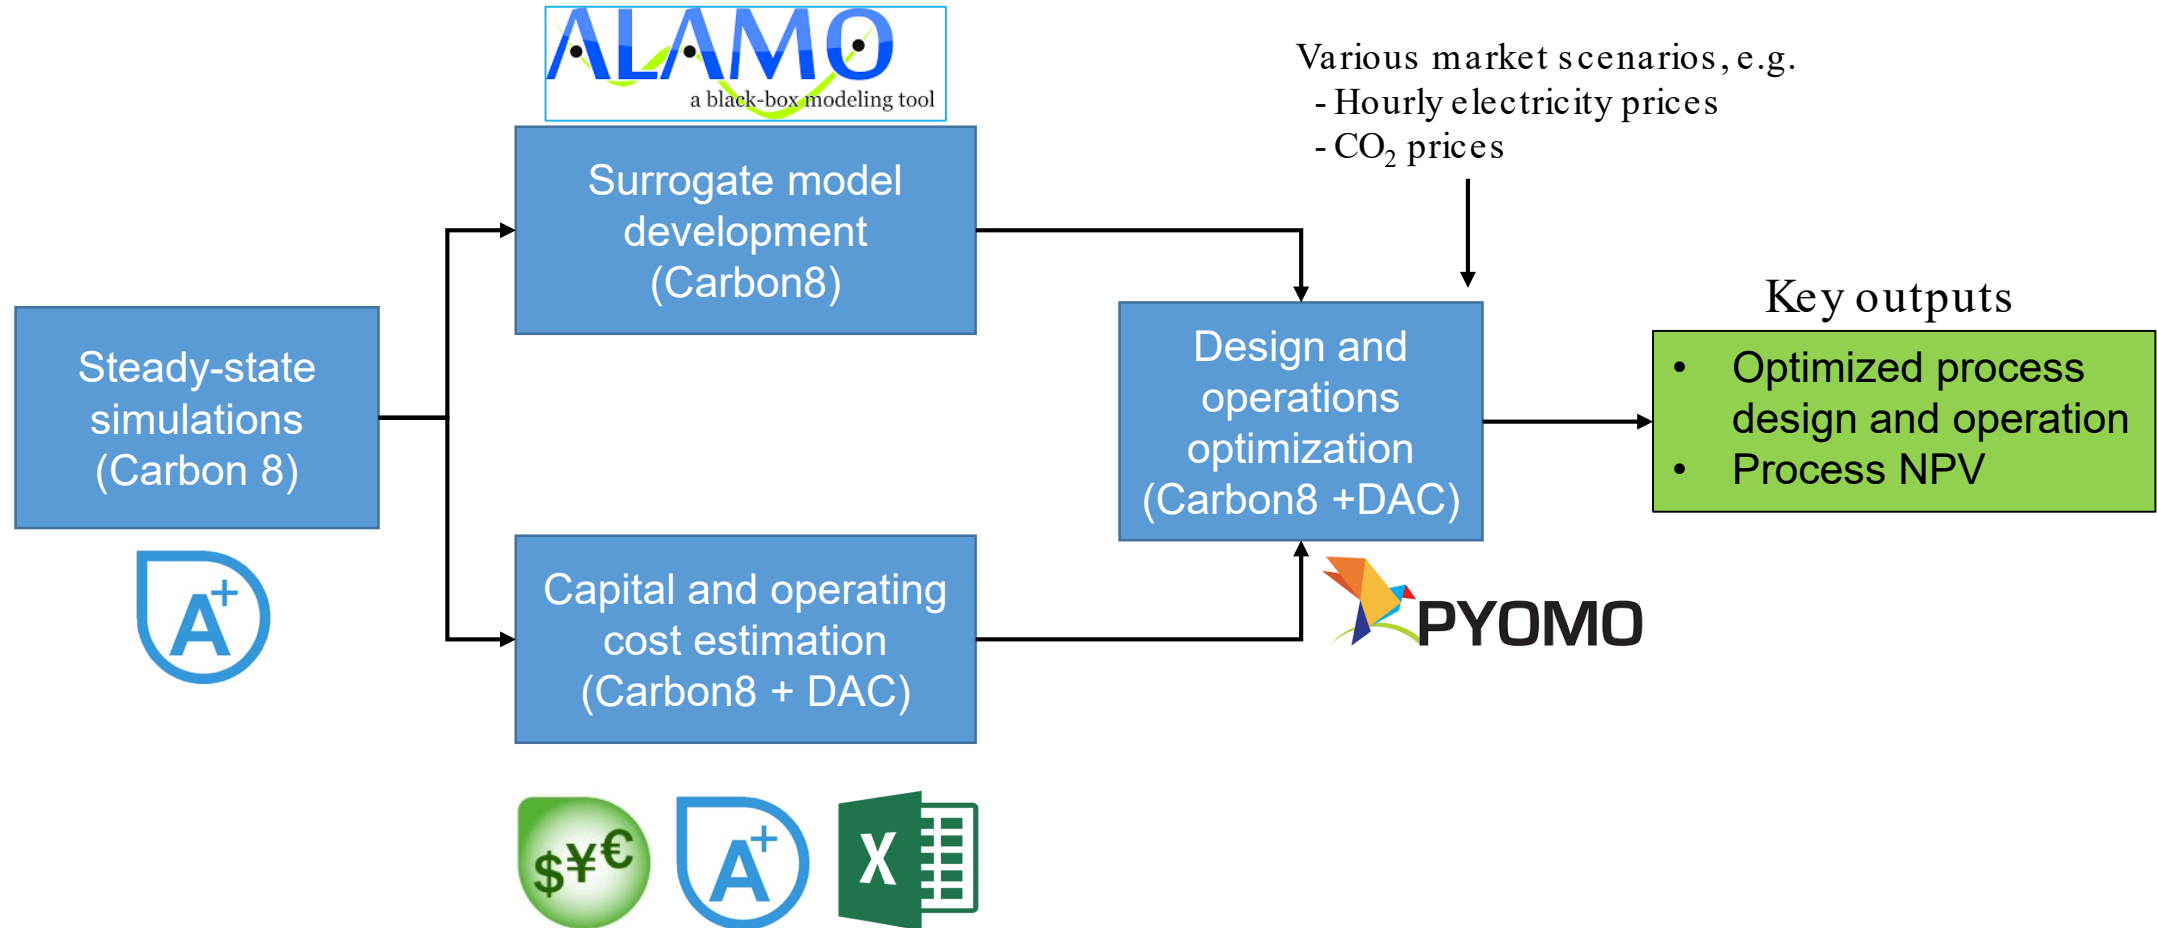 ALAMO
a black-box modeling tool
Various market scenarios, e.g.
- Hourly electricity prices
- CO₂ prices
Surrogate model
development
(Carbon8)
Steady-state
simulations
(Carbon 8)
A+
Design and
operations
optimization
(Carbon8 +DAC)
PYOMO
Key outputs
• Optimized process
design and operation
• Process NPV
Capital and operating
cost estimation
(Carbon8 + DAC)
$¥€
A+
X